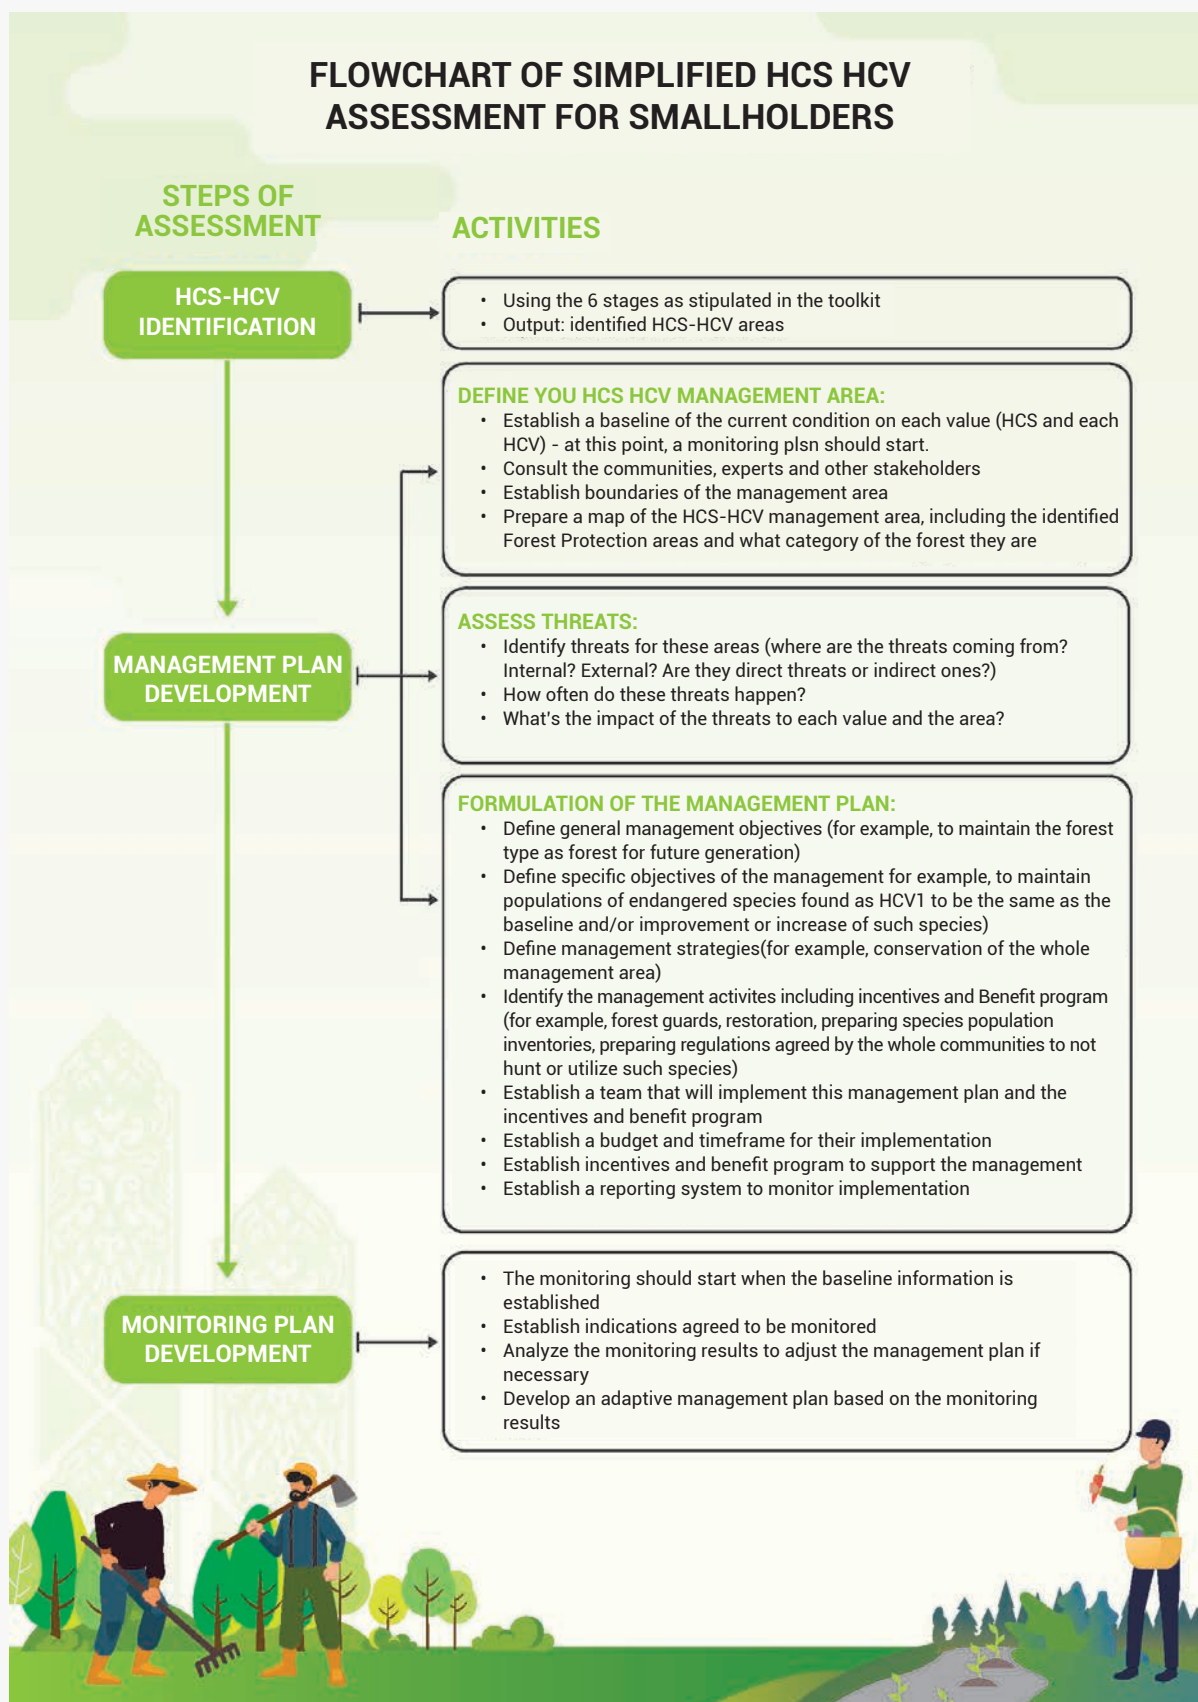 FLOWCHART OF SIMPLIFIED HCS HCV
ASSESSMENT FOR SMALLHOLDERS
STEPS OF
ASSESSMENT
ACTIVITIES
HCS-HCV
IDENTIFICATION
• Using the 6 stages as stipulated in the toolkit
• Output: identified HCS-HCV areas
MANAGEMENT PLAN
DEVELOPMENT
DEFINE YOU HCS HCV MANAGEMENT AREA:
• Establish a baseline of the current condition on each value (HCS and each
HCV) - at this point, a monitoring plsn should start.
• Consult the communities, experts and other stakeholders
• Establish boundaries of the management area
• Prepare a map of the HCS-HCV management area, including the identified
Forest Protection areas and what category of the forest they are
ASSESS THREATS:
• Identify threats for these areas (where are the threats coming from?
Internal? External? Are they direct threats or indirect ones?)
• How often do these threats happen?
• What's the impact of the threats to each value and the area?
FORMULATION OF THE MANAGEMENT PLAN:
• Define general management objectives (for example, to maintain the forest
type as forest for future generation)
• Define specific objectives of the management for example, to maintain
populations of endangered species found as HCV1 to be the same as the
baseline and/or improvement or increase of such species)
• Define management strategies(for example, conservation of the whole
management area)
• Identify the management activites including incentives and Benefit program
(for example, forest guards, restoration, preparing species population
inventories, preparing regulations agreed by the whole communities to not
hunt or utilize such species)
• Establish a team that will implement this management plan and the
incentives and benefit program
• Establish a budget and timeframe for their implementation
• Establish incentives and benefit program to support the management
• Establish a reporting system to monitor implementation
MONITORING PLAN
DEVELOPMENT
• The monitoring should start when the baseline information is
established
• Establish indications agreed to be monitored
• Analyze the monitoring results to adjust the management plan if
necessary
• Develop an adaptive management plan based on the monitoring
results